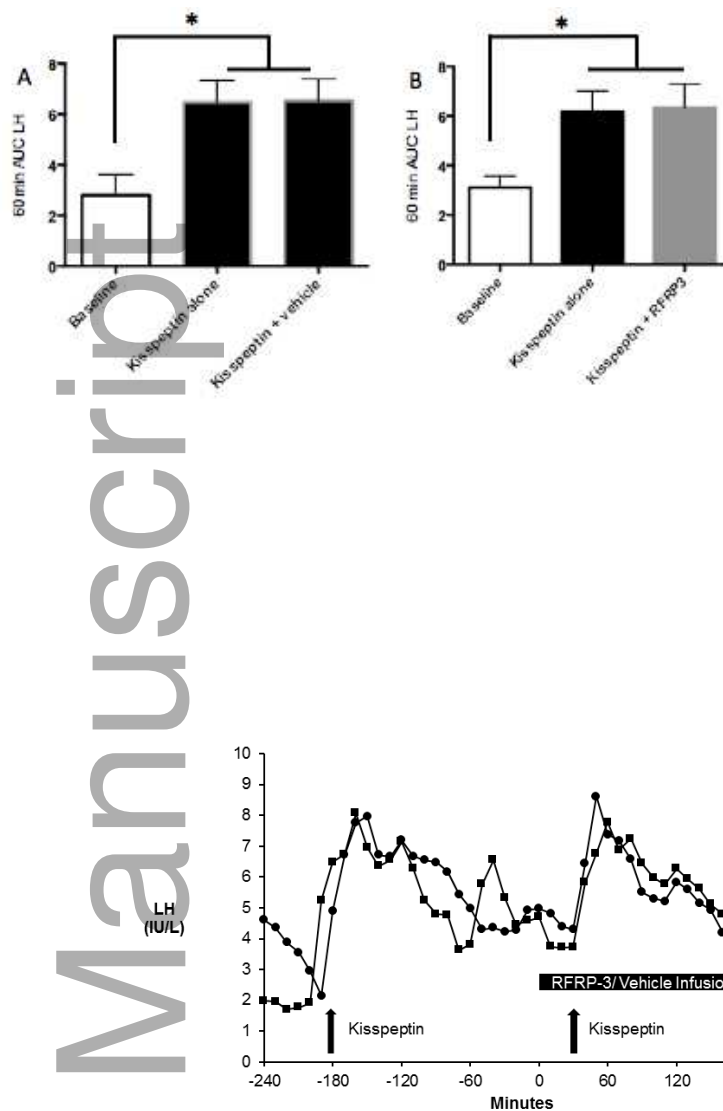 *
*
A
B
8
6
4
2
0
60 min AUC LH
Baseline
Kisspeptin alone
Kisspeptin + vehicle
8
6
4
2
0
60 min AUC LH
Baseline
Kisspeptin alone
Kisspeptin + RFRP3
Manuscript
10
9
8
7
6
5
4
3
2
1
0
LH
(IU/L)
RFRP-3/ Vehicle Infusio
Kisspeptin
Kisspeptin
-240 -180 -120 -60 0 60 120
Minutes